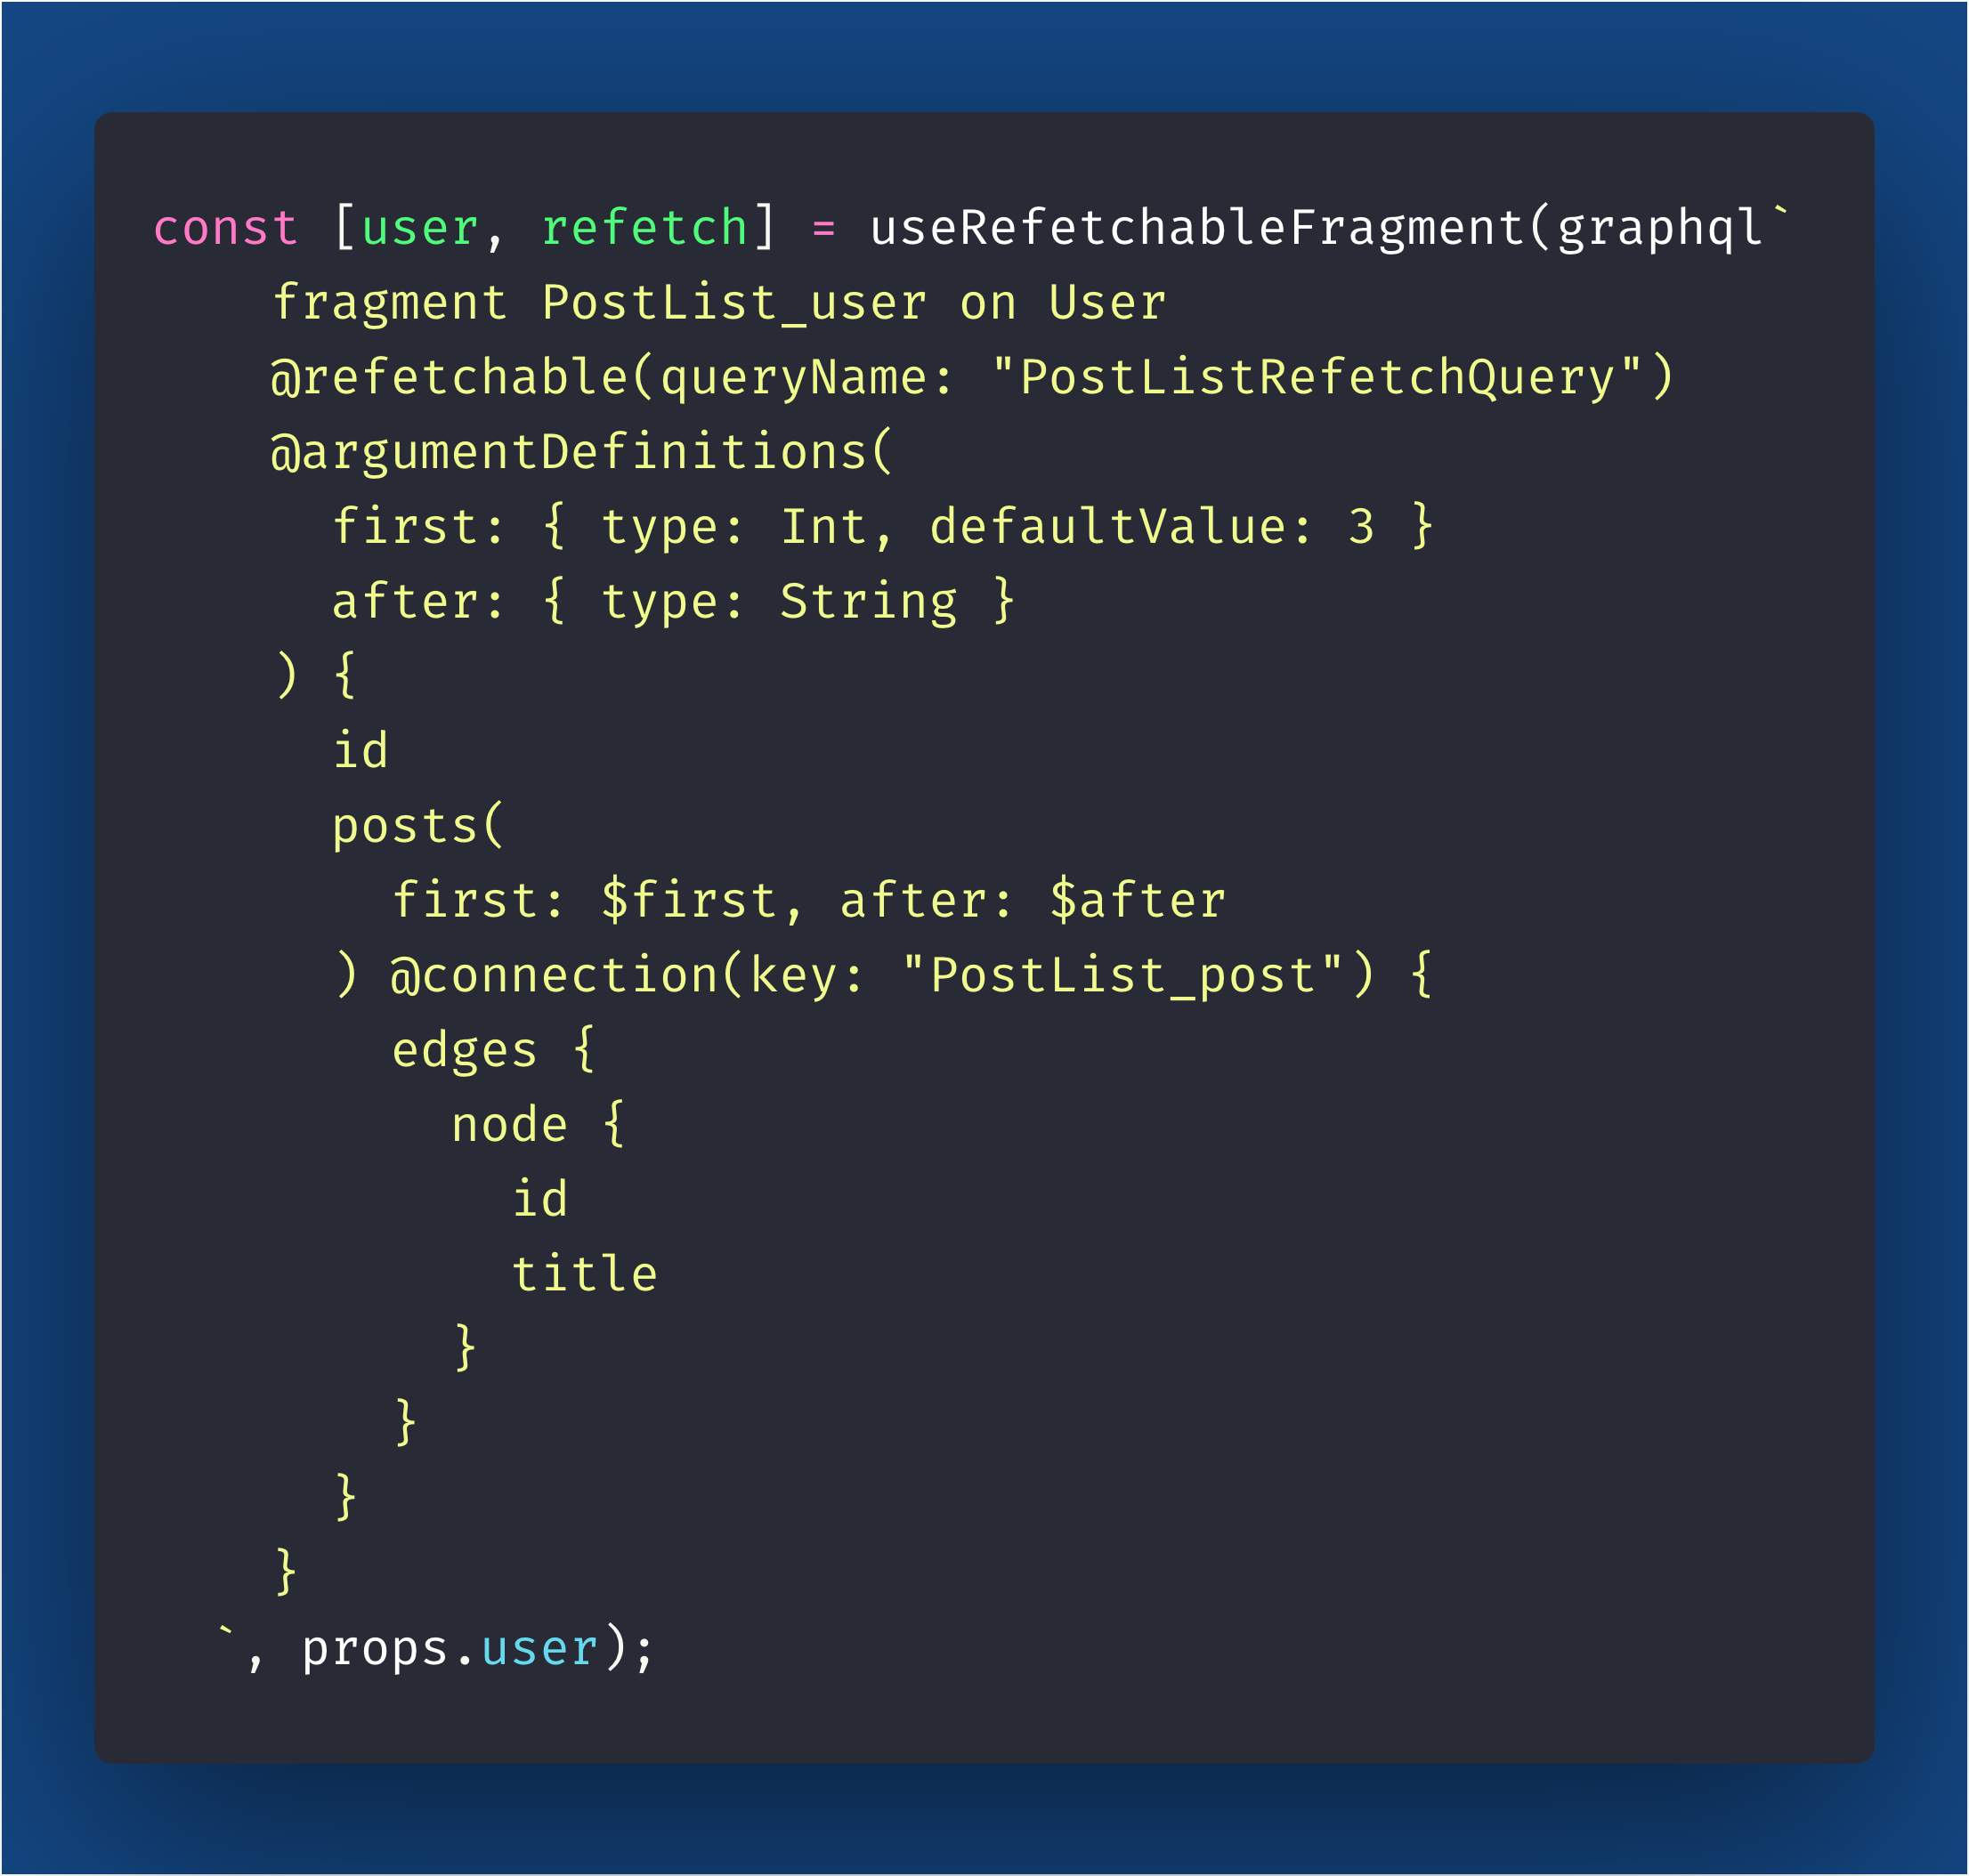 const [user, refetch] = useRefetchableFragment(graphql`
    fragment PostList_user on User
    @refetchable(queryName: "PostListRefetchQuery")
    @argumentDefinitions(
      first: { type: Int, defaultValue: 3 }
      after: { type: String }
    ) {
      id
      posts(
        first: $first, after: $after
      ) @connection(key: "PostList_post") {
        edges {
          node {
            id
            title
          }
        }
      }
    }
  `, props.user);